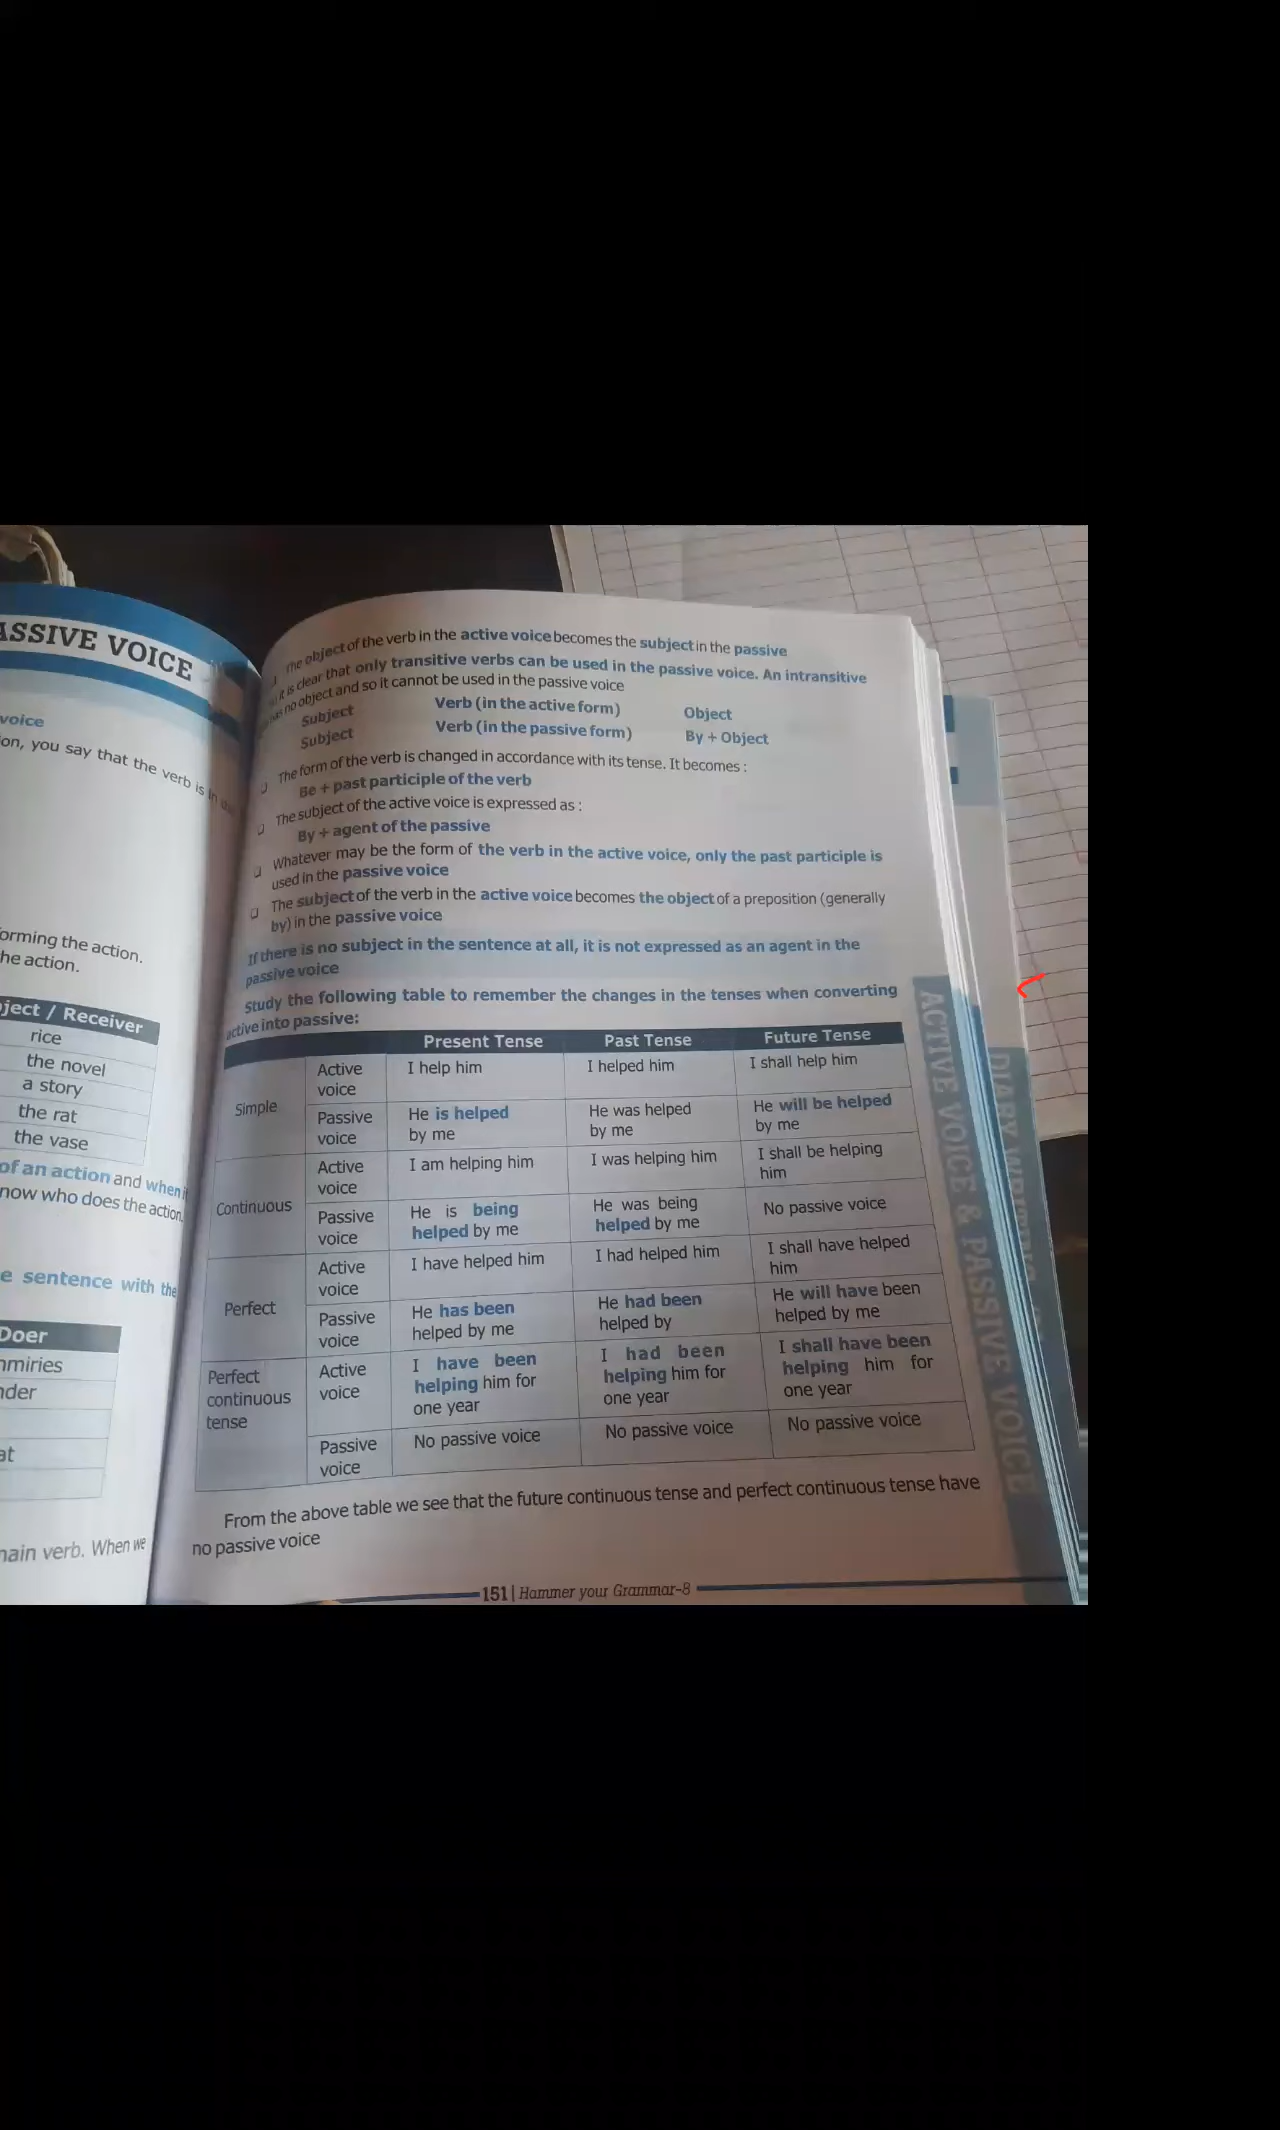 ASSIVE VOICE
voice
ion, you say that the verb is in
orming the action.
he action.
ject / Receiver
rice
the novel
a story
the rat
the vase
of an action and when i
now who does the action.
e sentence with the
Doer
nmiries
nder
at
nain verb. When we
The object of the verb in the active voice becomes the subject in the passive
it is clear that only transitive verbs can be used in the passive voice. An intransitive
has no object and so it cannot be used in the passive voice
Subject Verb (in the active form) Object
Subject Verb (in the passive form) By + Object
The form of the verb is changed in accordance with its tense. It becomes :
Be + past participle of the verb
The subject of the active voice is expressed as :
By + agent of the passive
Whatever may be the form of the verb in the active voice, only the past participle is
used in the passive voice
The subject of the verb in the active voice becomes the object of a preposition (generally
by) in the passive voice
If there is no subject in the sentence at all, it is not expressed as an agent in the
passive voice
Study the following table to remember the changes in the tenses when converting
active into passive:
Present Tense Past Tense Future Tense
Simple
Active voice
I help him
I helped him
I shall help him
Passive voice
He is helped
by me
He was helped
by me
He will be helped
by me
Continuous
Active voice
I am helping him
I was helping him
I shall be helping
him
Passive voice
He is being
helped by me
He was being
helped by me
No passive voice
Perfect
Active voice
I have helped him
I had helped him
I shall have helped
him
Passive voice
He has been
helped by me
He had been
helped by
He will have been
helped by me
Perfect
continuous
tense
Active voice
I have been
helping him for
one year
I had been
helping him for
one year
I shall have been
helping him for
one year
Passive voice
No passive voice
No passive voice
No passive voice
From the above table we see that the future continuous tense and perfect continuous tense have
no passive voice
151 | Hammer your Grammar-8
ACTIVE VOICE & PASSIVE VOICE
DIARY